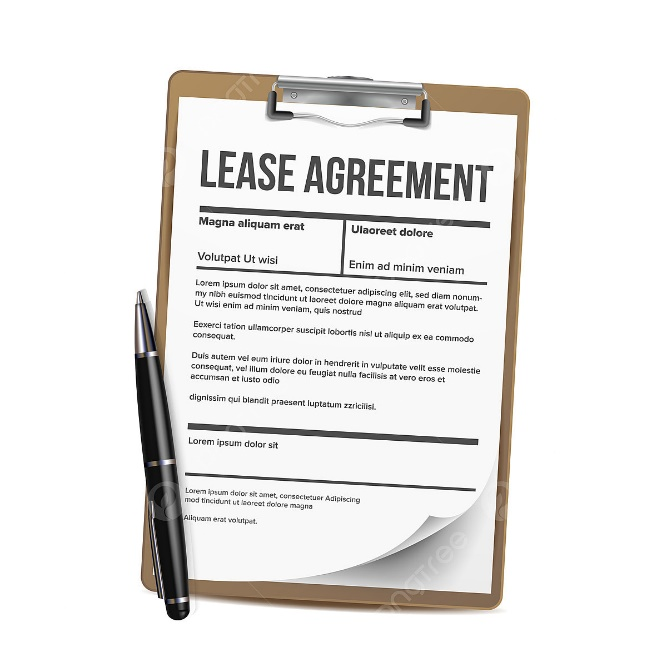 LEASE AGREEMENT
Magna aliquam erat
Ulaoreet dolore
Volutpat Ut wisi
Enim ad minim veniam
Lorem ipsum dolor sit amet, consectetuer adipiscing elit, sed diam nonum-
my nibh euismod tincidunt ut laoreet dolore magna aliquam erat volutpat.
Ut wisi enim ad minim veniam, quis nostrud
Eexerci tation ullamcorper suscipit lobortis nisl ut aliquip ex ea commodo
consequat.
Duis autem vel eum iriure dolor in hendrerit in vulputate velit esse molestie
consequat, vel illum dolore eu feugiat nulla facilisis at vero eros et
accumsan et iusto odio
dignissim qui blandit praesent luptatum zzriclisi.
Lorem ipsum dolor sit
Lorem ipsum dolor sit amet, consectetuer Adipiscing
mod tincidunt ut laoreet dolore magna
Aliquam erat volutpat.